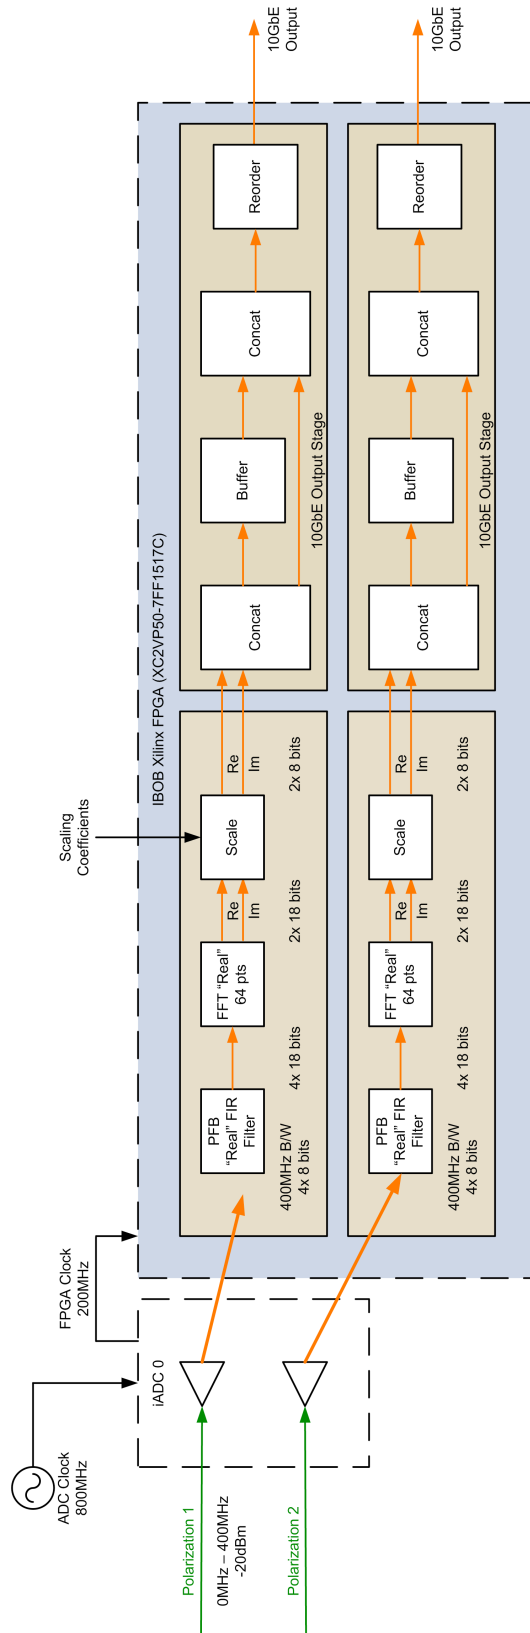 ADC Clock
800MHz
FPGA Clock
200MHz
Scaling
Coefficients
IBOB Xilinx FPGA (XC2VP50-7FF1517C)
iADC 0
Polarization 1
0MHz – 400MHz
-20dBm
Polarization 2
PFB
“Real” FIR
Filter
400MHz B/W
4x 8 bits
4x 18 bits
FFT “Real”
64 pts
Re
Im
2x 18 bits
Scale
Re
Im
2x 8 bits
Concat
Buffer
Concat
Reorder
10GbE Output Stage
10GbE
Output
PFB
“Real” FIR
Filter
400MHz B/W
4x 8 bits
4x 18 bits
FFT “Real”
64 pts
Re
Im
2x 18 bits
Scale
Re
Im
2x 8 bits
Concat
Buffer
Concat
Reorder
10GbE Output Stage
10GbE
Output